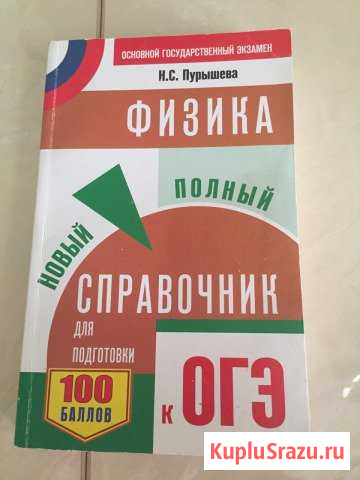 ОСНОВНОЙ ГОСУДАРСТВЕННЫЙ ЭКЗАМЕН
Н.С. Пурышева
ФИЗИКА
НОВЫЙ
ПОЛНЫЙ
СПРАВОЧНИК
ДЛЯ
ПОДГОТОВКИ
100
БАЛЛОВ
к ОГЭ
KupluSrazu.ru